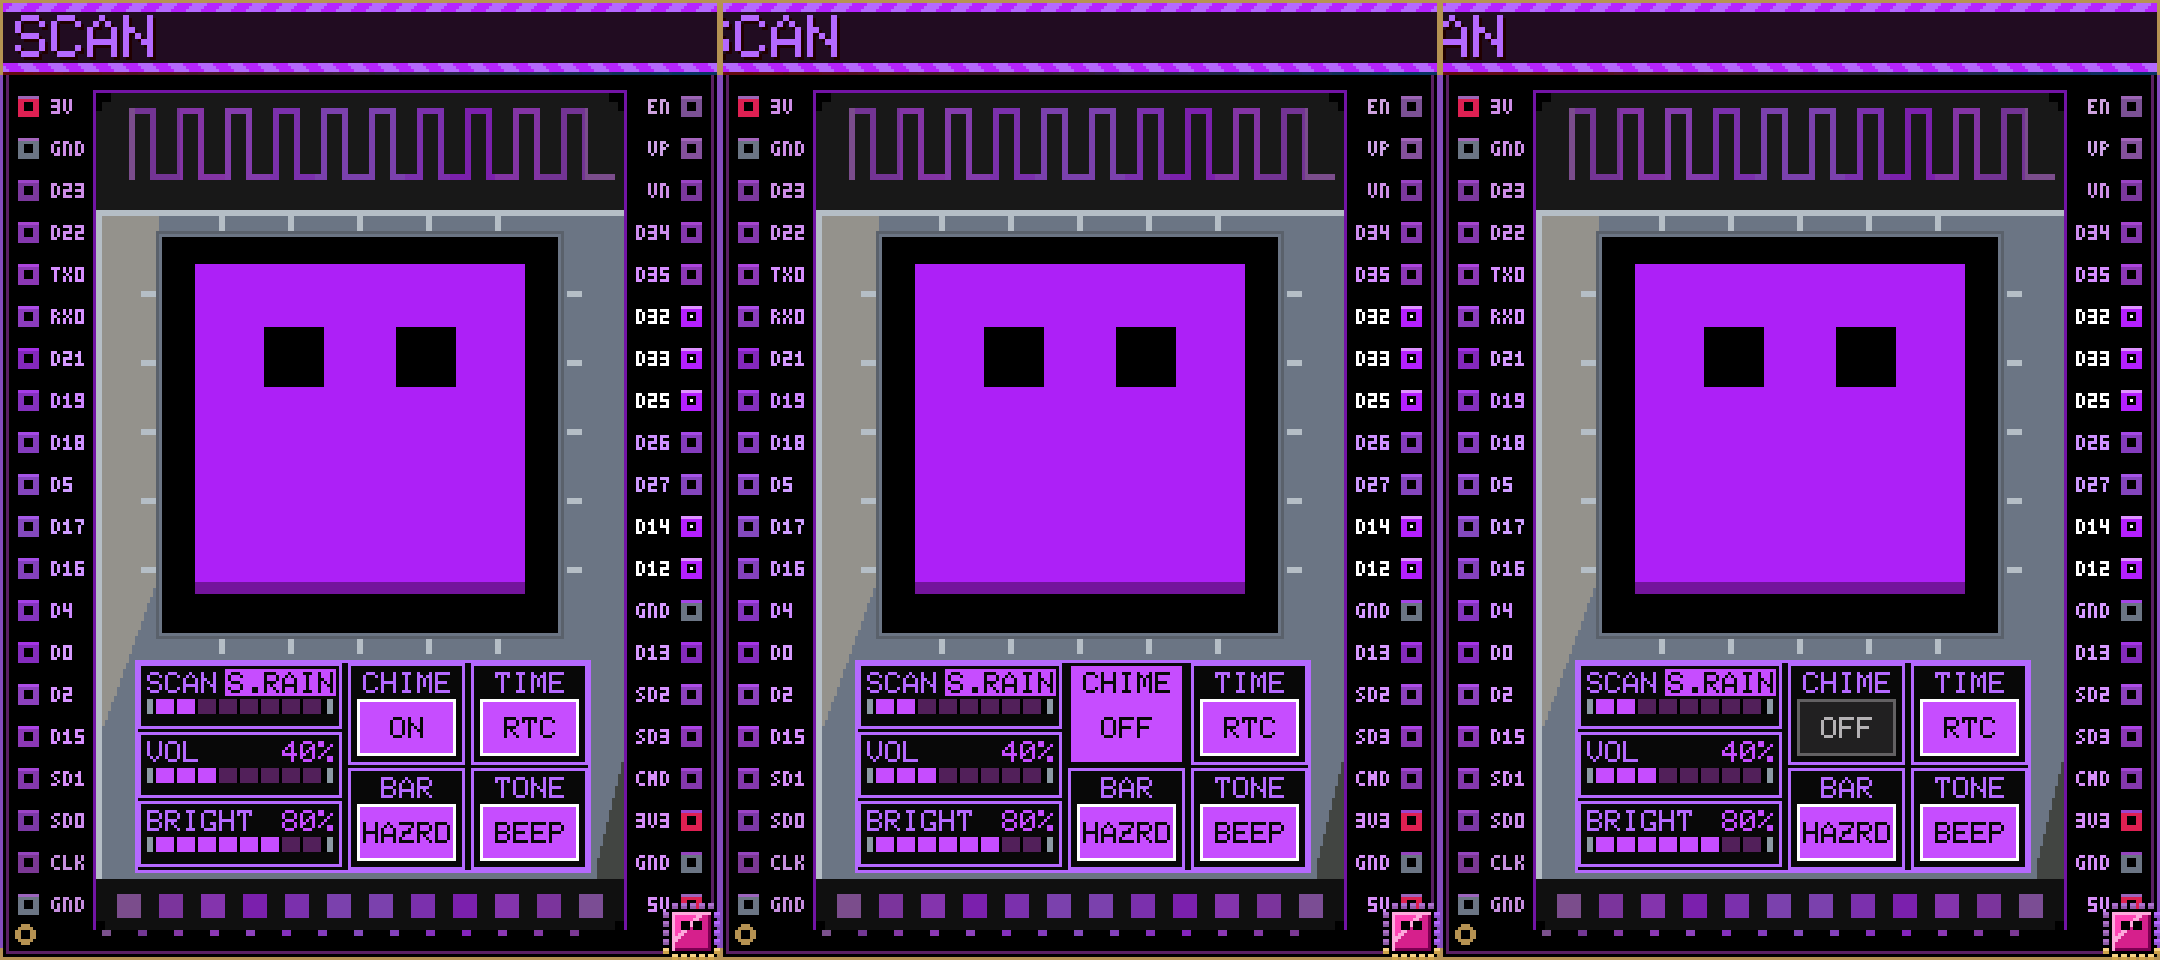 SCAN
3V
GND
D23
D22
TX0
RX0
D21
D19
D18
D5
D17
D16
D4
D0
D2
D15
SD1
SD0
CLK
GND
SCAN S.RAIN
VOL 40%
BRIGHT 80%
CHIME
ON
TIME
RTC
BAR
HAZRD
TONE
BEEP
EN
VP
VN
D34
D35
D32
D33
D25
D26
D27
D14
D12
GND
D13
SD2
SD3
CMD
3V3
GND
5V
CAN
3V
GND
D23
D22
TX0
RX0
D21
D19
D18
D5
D17
D16
D4
D0
D2
D15
SD1
SD0
CLK
GND
SCAN S.RAIN
VOL 40%
BRIGHT 80%
CHIME
OFF
TIME
RTC
BAR
HAZRD
TONE
BEEP
EN
VP
VN
D34
D35
D32
D33
D25
D26
D27
D14
D12
GND
D13
SD2
SD3
CMD
3V3
GND
5V
AN
3V
GND
D23
D22
TX0
RX0
D21
D19
D18
D5
D17
D16
D4
D0
D2
D15
SD1
SD0
CLK
GND
SCAN S.RAIN
VOL 40%
BRIGHT 80%
CHIME
OFF
TIME
RTC
BAR
HAZRD
TONE
BEEP
EN
VP
VN
D34
D35
D32
D33
D25
D26
D27
D14
D12
GND
D13
SD2
SD3
CMD
3V3
GND
5V